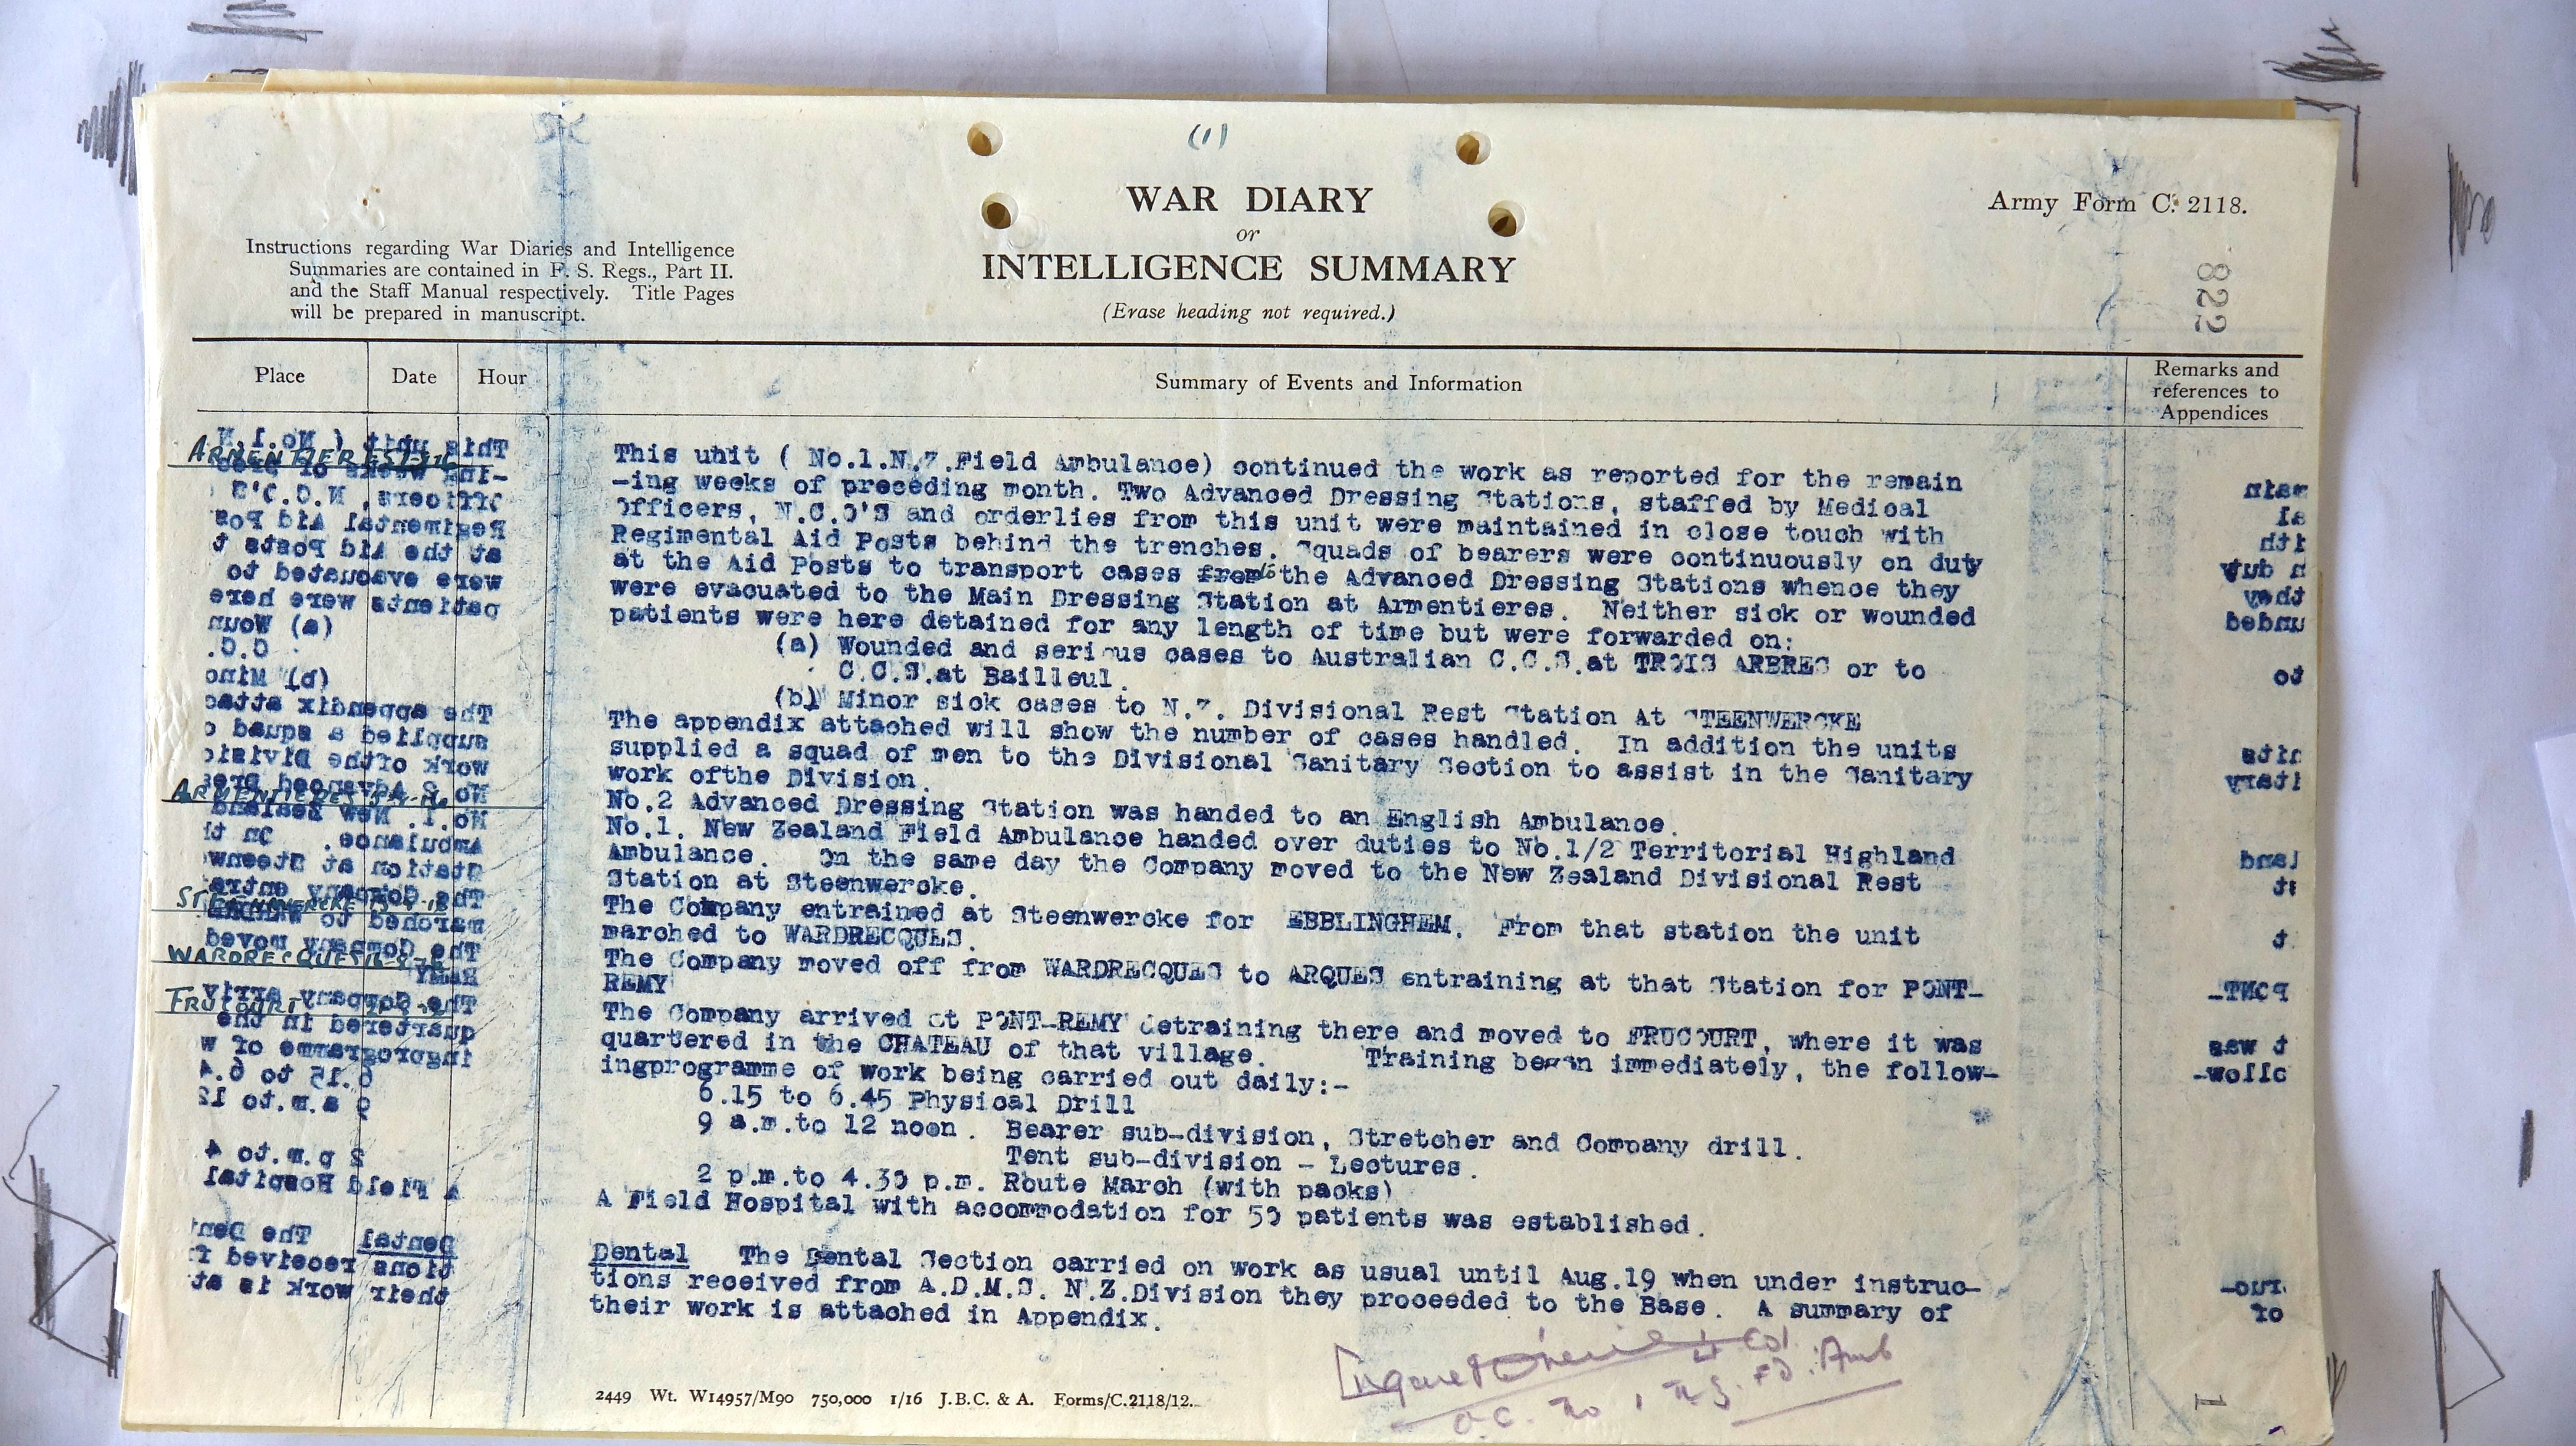 (1)
WAR DIARY
or
INTELLIGENCE SUMMARY
(Erase heading not required.)
Army Form C. 2118.
822
Instructions regarding War Diaries and Intelligence
Summaries are contained in F. S. Regs., Part II.
and the Staff Manual respectively. Title Pages
will be prepared in manuscript.
Place Date Hour Summary of Events and Information Remarks and
references to
Appendices
ARMENTIERES
This unit ( No.1.N.Z.Field Ambulance) continued the work as reported for the remain
-ing weeks of preceding month. Two Advanced Dressing Stations, staffed by Medical
Officers, N.C.O'S and orderlies from this unit were maintained in close touch with
Regimental Aid Posts behind the trenches. Squads of bearers were continuously on duty
at the Aid Posts to transport cases from to the Advanced Dressing Stations whence they
were evacuated to the Main Dressing Station at Armentieres. Neither sick or wounded
patients were here detained for any length of time but were forwarded on:
(a) Wounded and serious cases to Australian C.C.S.at TROIS ARBRES or to
C.C.S.at Bailleul.
(b) Minor sick cases to N.Z. Divisional Rest Station At STEENWERCKE
The appendix attached will show the number of cases handled. In addition the units
supplied a squad of men to the Divisional Sanitary Section to assist in the Sanitary
work ofthe Division.
ARMENTIERES
No.2 Advanced Dressing Station was handed to an English Ambulance.
No.1. New Zealand Field Ambulance handed over duties to No.1/2 Territorial Highland
Ambulance. On the same day the Company moved to the New Zealand Divisional Rest
Station at Steenwercke.
STEENWERCKE
The Company entrained at Steenwercke for EBBLINGHEM. From that station the unit
marched to WARDRECQUES.
WARDRECQUES
The Company moved off from WARDRECQUES to ARQUES entraining at that Station for PONT-
REMY
FRUCOURT
The Company arrived at PONT-REMY detraining there and moved to FRUCOURT, where it was
quartered in the CHATEAU of that village. Training began immediately, the follow-
ingprogramme of work being carried out daily:-
6.15 to 6.45 Physical Drill
9 a.m.to 12 noon. Bearer sub-division, Stretcher and Company drill.
Tent sub-division - Lectures.
2 p.m.to 4.30 p.m. Route March (with packs)
A Field Hospital with accommodation for 50 patients was established.
Dental The Dental Section carried on work as usual until Aug.19 when under instruc-
tions received from A.D.M.S. N.Z.Division they proceeded to the Base. A summary of
their work is attached in Appendix.
Lt Col.
O.C. No 1 N.Z. Fd. Amb
2449 Wt. W14957/M90 750,000 1/16 J.B.C. & A. Forms/C.2118/12.
1